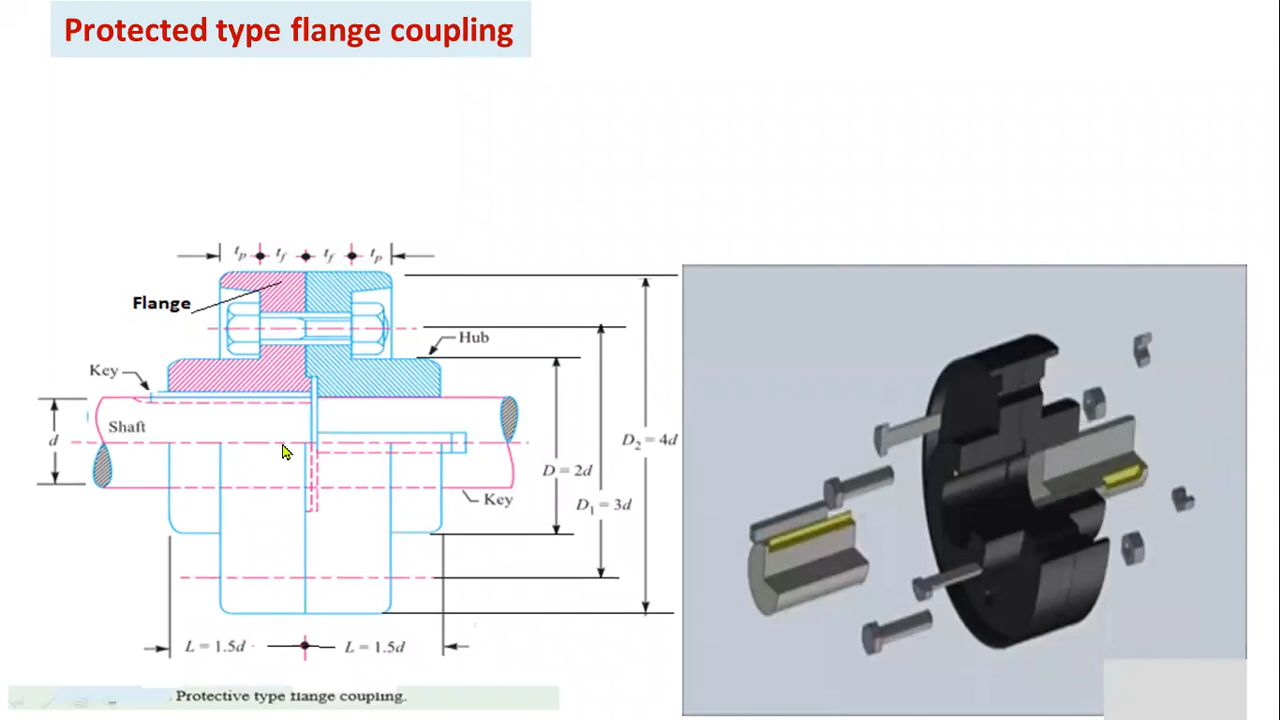 Protected type flange coupling
tp tf tf tp
Flange
Hub
Key
Shaft
d
D2 = 4d
D = 2d
Key
D1 = 3d
L = 1.5d
L = 1.5d
. Protective type flange coupling.